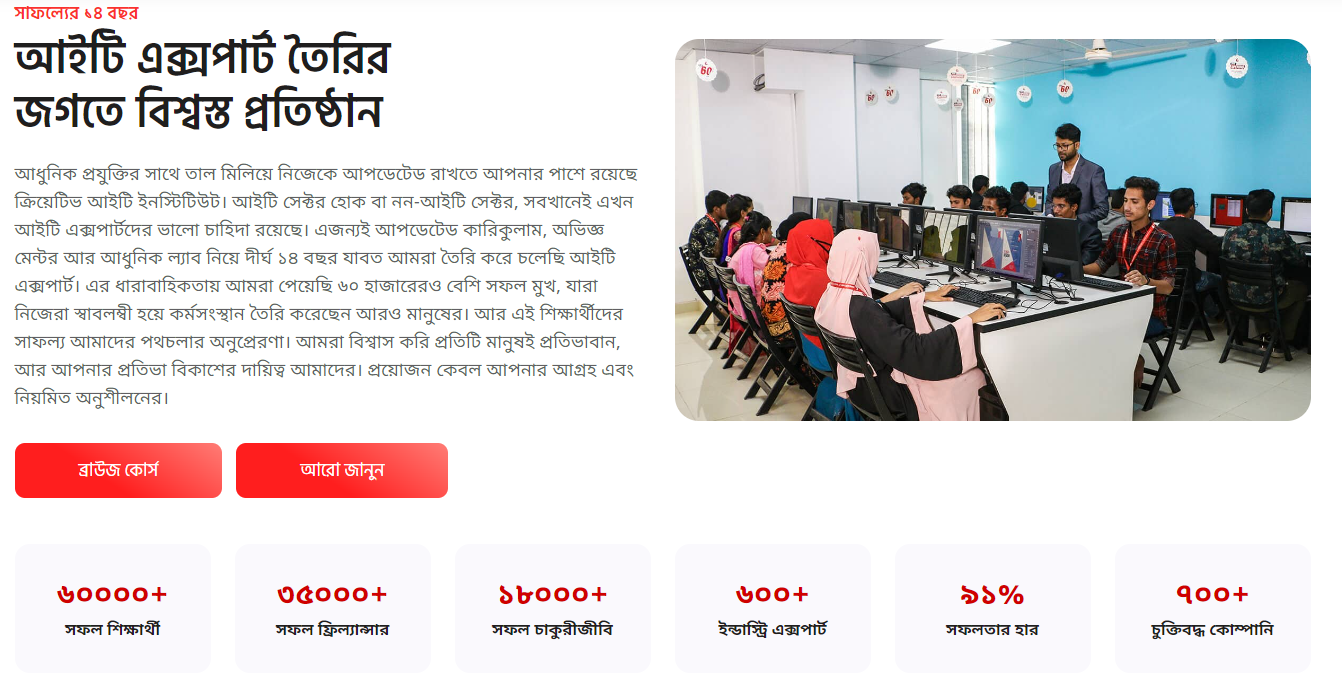 সাফল্যের ১৪ বছর
আইটি এক্সপার্ট তৈরির
জগতে বিশ্বস্ত প্রতিষ্ঠান
আধুনিক প্রযুক্তির সাথে তাল মিলিয়ে নিজেকে আপডেটেড রাখতে আপনার পাশে রয়েছে
ক্রিয়েটিভ আইটি ইনস্টিটিউট। আইটি সেক্টর হোক বা নন-আইটি সেক্টর, সবখানেই এখন
আইটি এক্সপার্টদের ভালো চাহিদা রয়েছে। এজন্যই আপডেটেড কারিকুলাম, অভিজ্ঞ
মেন্টর আর আধুনিক ল্যাব নিয়ে দীর্ঘ ১৪ বছর যাবত আমরা তৈরি করে চলেছি আইটি
এক্সপার্ট। এর ধারাবাহিকতায় আমরা পেয়েছি ৬০ হাজারেরও বেশি সফল মুখ, যারা
নিজেরা স্বাবলম্বী হয়ে কর্মসংস্থান তৈরি করেছেন আরও মানুষের। আর এই শিক্ষার্থীদের
সাফল্য আমাদের পথচলার অনুপ্রেরণা। আমরা বিশ্বাস করি প্রতিটি মানুষই প্রতিভাবান,
আর আপনার প্রতিভা বিকাশের দায়িত্ব আমাদের। প্রয়োজন কেবল আপনার আগ্রহ এবং
নিয়মিত অনুশীলনের।
ব্রাউজ কোর্স
আরো জানুন
৬০০০০+
সফল শিক্ষার্থী
৩৫০০০+
সফল ফ্রিল্যান্সার
১৮০০০+
সফল চাকুরীজীবি
৬০০+
ইন্ডাস্ট্রি এক্সপার্ট
৯১%
সফলতার হার
৭০০+
চুক্তিবদ্ধ কোম্পানি